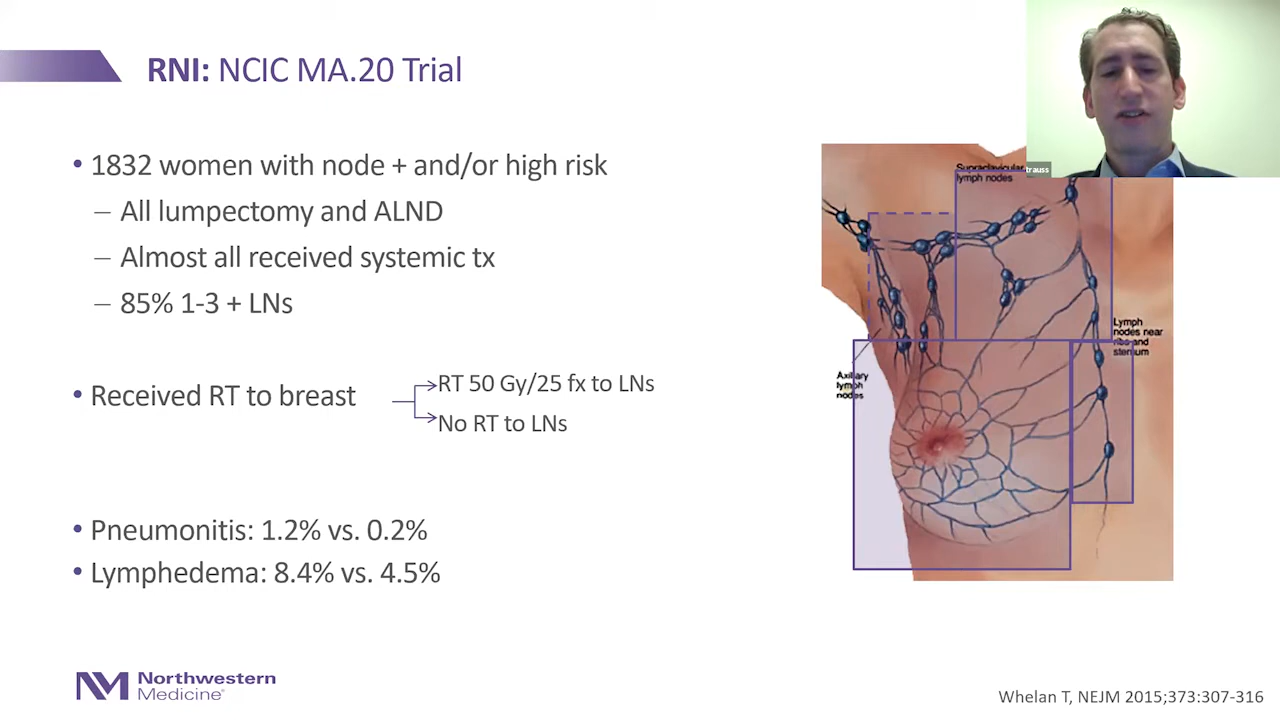 RNI: NCIC MA.20 Trial
• 1832 women with node + and/or high risk
– All lumpectomy and ALND
– Almost all received systemic tx
– 85% 1-3 + LNs
• Received RT to breast
RT 50 Gy/25 fx to LNs
No RT to LNs
• Pneumonitis: 1.2% vs. 0.2%
• Lymphedema: 8.4% vs. 4.5%
Supraclavicular
lymph nodes
trauss
Lymph
nodes near
ribs and
sternum
Axillary
lymph
nodes
Northwestern
Medicine®
Whelan T, NEJM 2015;373:307-316